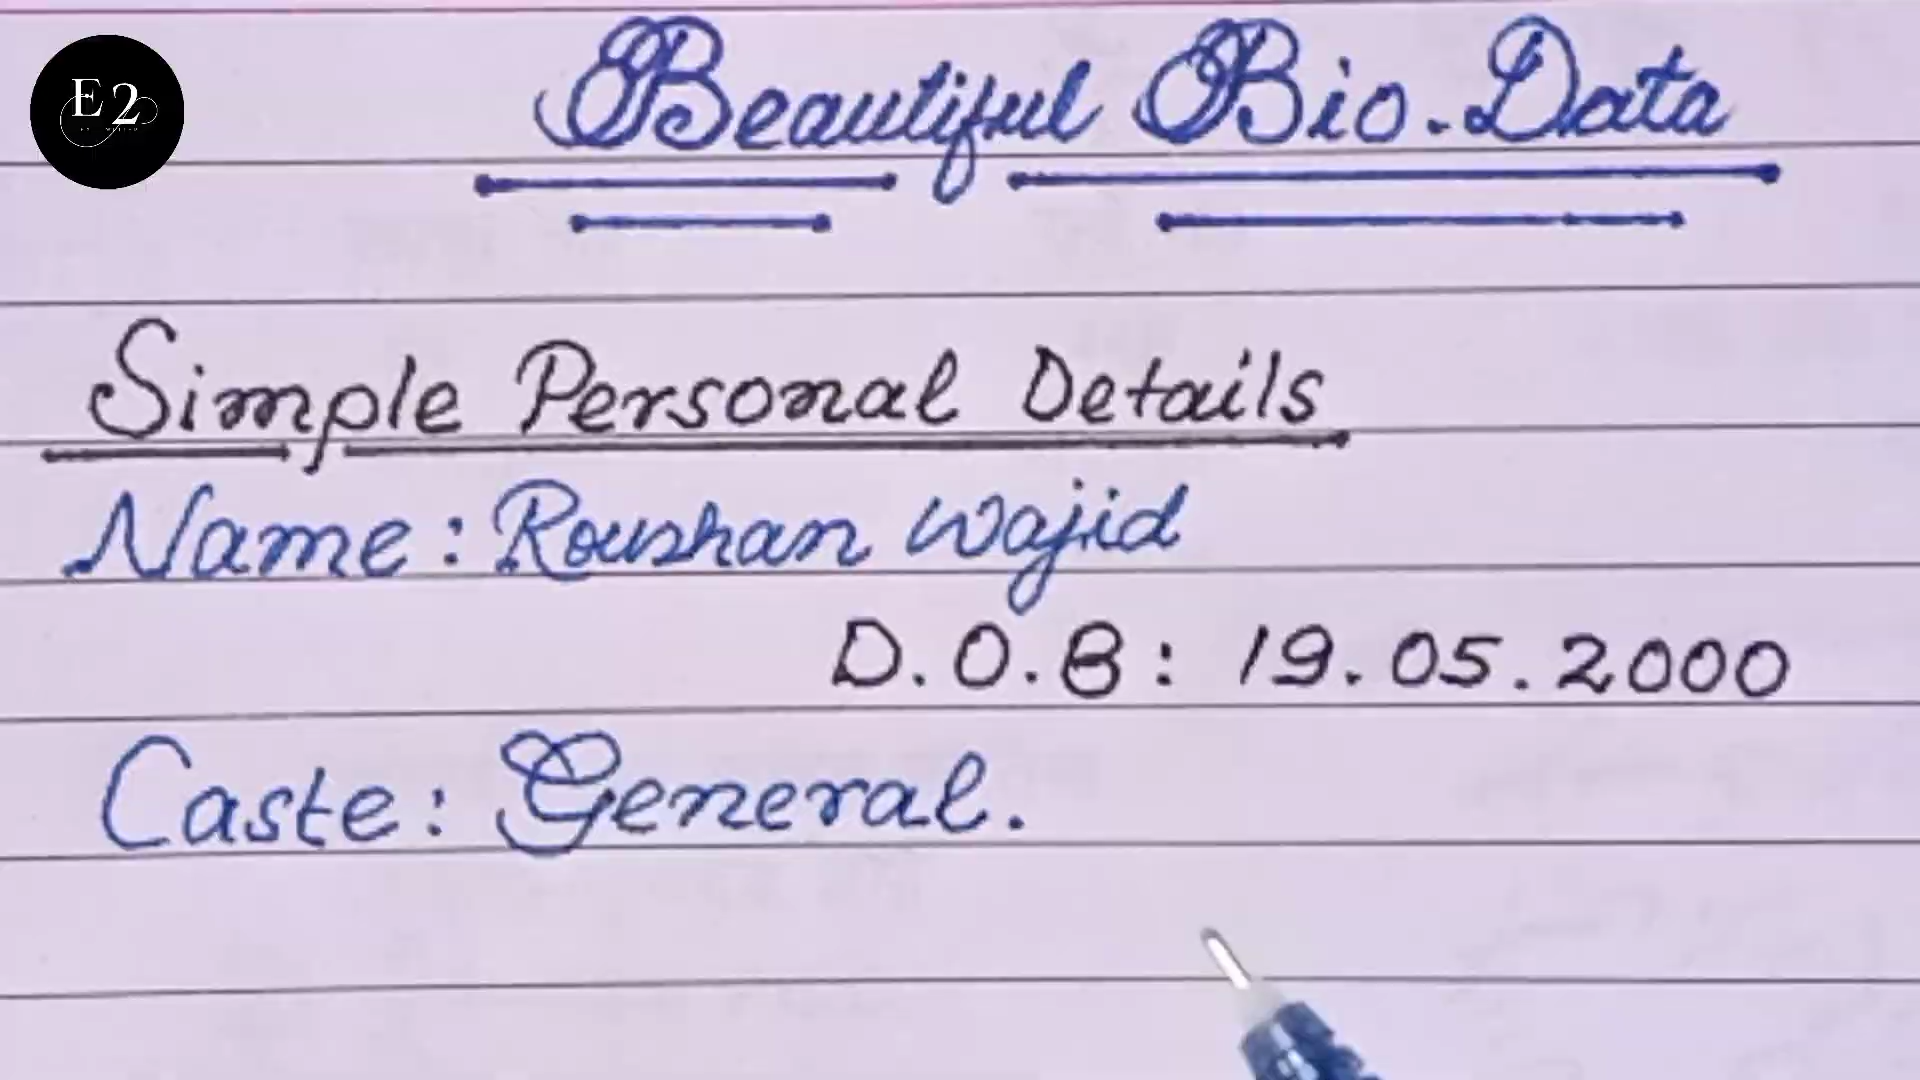 E2
Beautiful Bio.Data
Simple Personal Details
Name: Roushan Wajid
D.O.B: 19.05.2000
Caste: General.